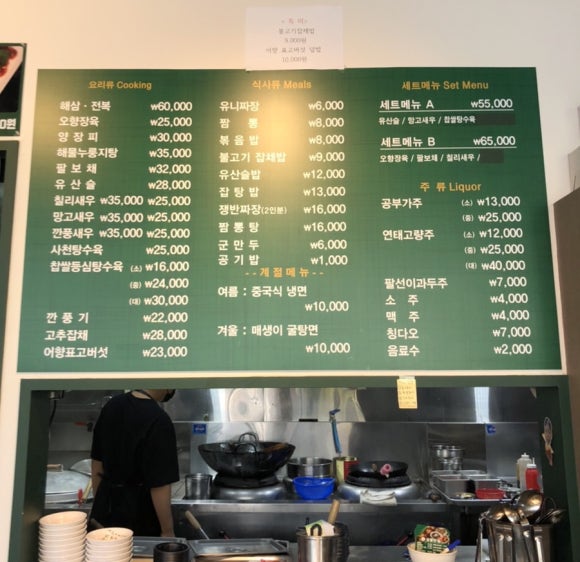 < 특 미>
불고기잡채밥
9,000원
어향 표고버섯 덮밥
10,000원
0원
요리류 Cooking
해삼·전복 ₩60,000
오향장육 ₩25,000
양 장 피 ₩30,000
해물누룽지탕 ₩35,000
팔 보 채 ₩32,000
유 산 슬 ₩28,000
칠리새우 ₩35,000 ₩25,000
망고새우 ₩35,000 ₩25,000
깐풍새우 ₩35,000 ₩25,000
사천탕수육 ₩25,000
찹쌀등심탕수육 (소) ₩16,000
(중) ₩24,000
(대) ₩30,000
깐 풍 기 ₩22,000
고추잡채 ₩28,000
어향표고버섯 ₩23,000
식사류 Meals
유니짜장 ₩6,000
짬 뽕 ₩8,000
볶 음 밥 ₩8,000
불고기 잡채밥 ₩9,000
유산슬밥 ₩12,000
잡 탕 밥 ₩13,000
쟁반짜장(2인분) ₩16,000
짬 뽕 탕 ₩16,000
군 만 두 ₩6,000
공 기 밥 ₩1,000
- - 계 절 메 뉴 - -
여름 : 중국식 냉면
₩10,000
겨울 : 매생이 굴탕면
₩10,000
세트메뉴 Set Menu
세트메뉴 A ₩55,000
유산슬 / 망고새우 / 찹쌀탕수육
세트메뉴 B ₩65,000
오향장육 / 팔보채 / 칠리새우 /
주 류 Liquor
공부가주 (소) ₩13,000
(중) ₩25,000
연태고량주 (소) ₩12,000
(중) ₩25,000
(대) ₩40,000
팔선이과두주 ₩7,000
소 주 ₩4,000
맥 주 ₩4,000
칭다오 ₩7,000
음료수 ₩2,000